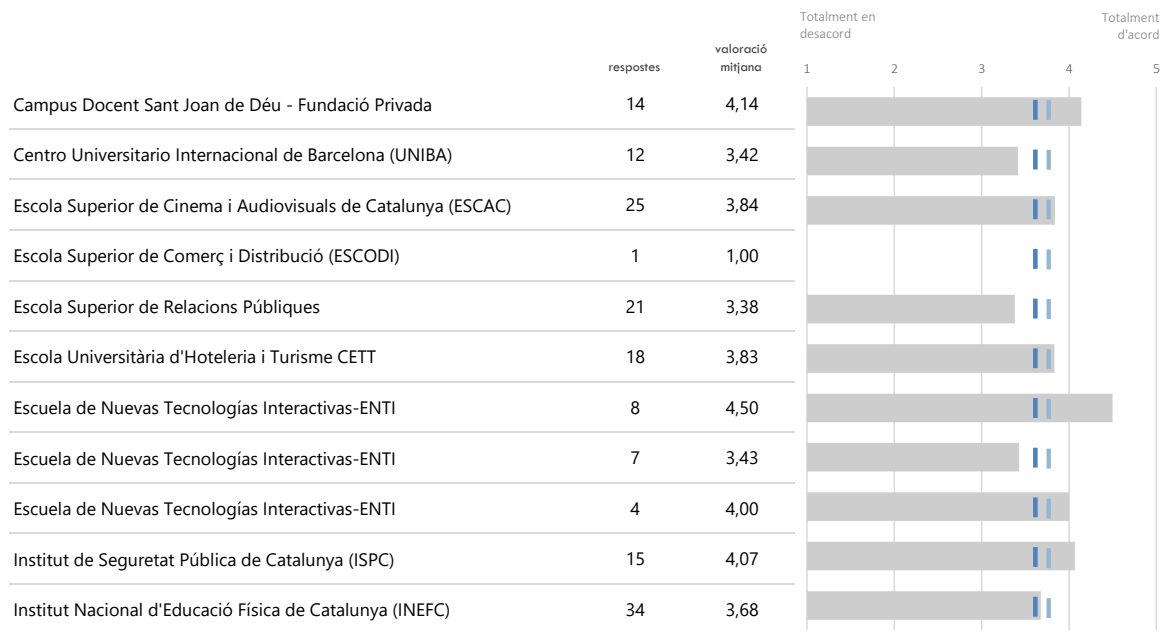 Totalment en
desacord
Totalment
d'acord
respostes
valoració
mitjana
1 2 3 4 5
Campus Docent Sant Joan de Déu - Fundació Privada 14 4,14
Centro Universitario Internacional de Barcelona (UNIBA) 12 3,42
Escola Superior de Cinema i Audiovisuals de Catalunya (ESCAC) 25 3,84
Escola Superior de Comerç i Distribució (ESCODI) 1 1,00
Escola Superior de Relacions Públiques 21 3,38
Escola Universitària d'Hoteleria i Turisme CETT 18 3,83
Escuela de Nuevas Tecnologías Interactivas-ENTI 8 4,50
Escuela de Nuevas Tecnologías Interactivas-ENTI 7 3,43
Escuela de Nuevas Tecnologías Interactivas-ENTI 4 4,00
Institut de Seguretat Pública de Catalunya (ISPC) 15 4,07
Institut Nacional d'Educació Física de Catalunya (INEFC) 34 3,68